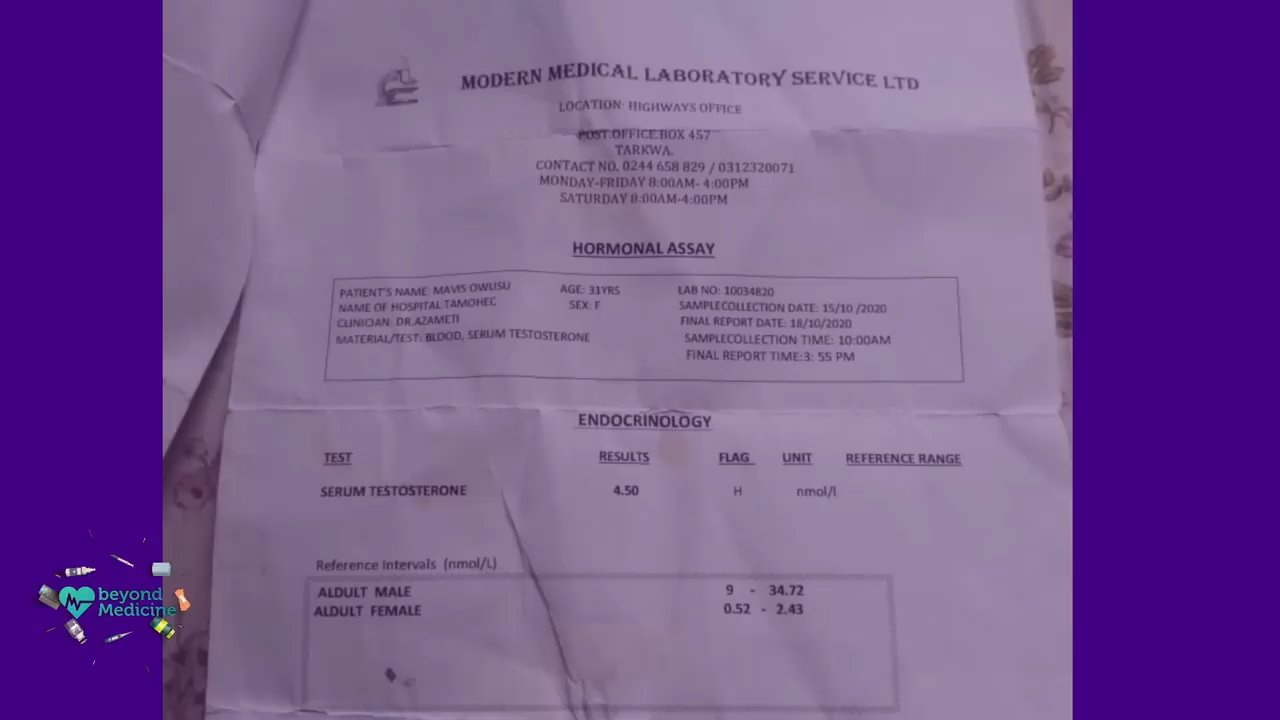 MODERN MEDICAL LABORATORY SERVICE LTD
LOCATION: HIGHWAYS OFFICE
POST.OFFICE.BOX 457
TARKWA.
CONTACT NO. 0244 658 829 / 0312320071
MONDAY-FRIDAY 8:00AM- 4:00PM
SATURDAY 8:00AM-4:00PM
HORMONAL ASSAY
PATIENT'S NAME: MAVIS OWUSU AGE: 31YRS LAB NO: 10034820
NAME OF HOSPITAL:TAMOHEC SEX: F SAMPLECOLLECTION DATE: 15/10 /2020
CLINICIAN: DR.AZAMETI FINAL REPORT DATE: 18/10/2020
MATERIAL/TEST: BLOOD, SERUM TESTOSTERONE SAMPLECOLLECTION TIME: 10:00AM
FINAL REPORT TIME:3: 55 PM
ENDOCRINOLOGY
TEST RESULTS FLAG UNIT REFERENCE RANGE
SERUM TESTOSTERONE 4.50 H nmol/l
Reference Intervals (nmol/L)
ALDULT MALE 9 - 34.72
ALDULT FEMALE 0.52 - 2.43
beyond
Medicine